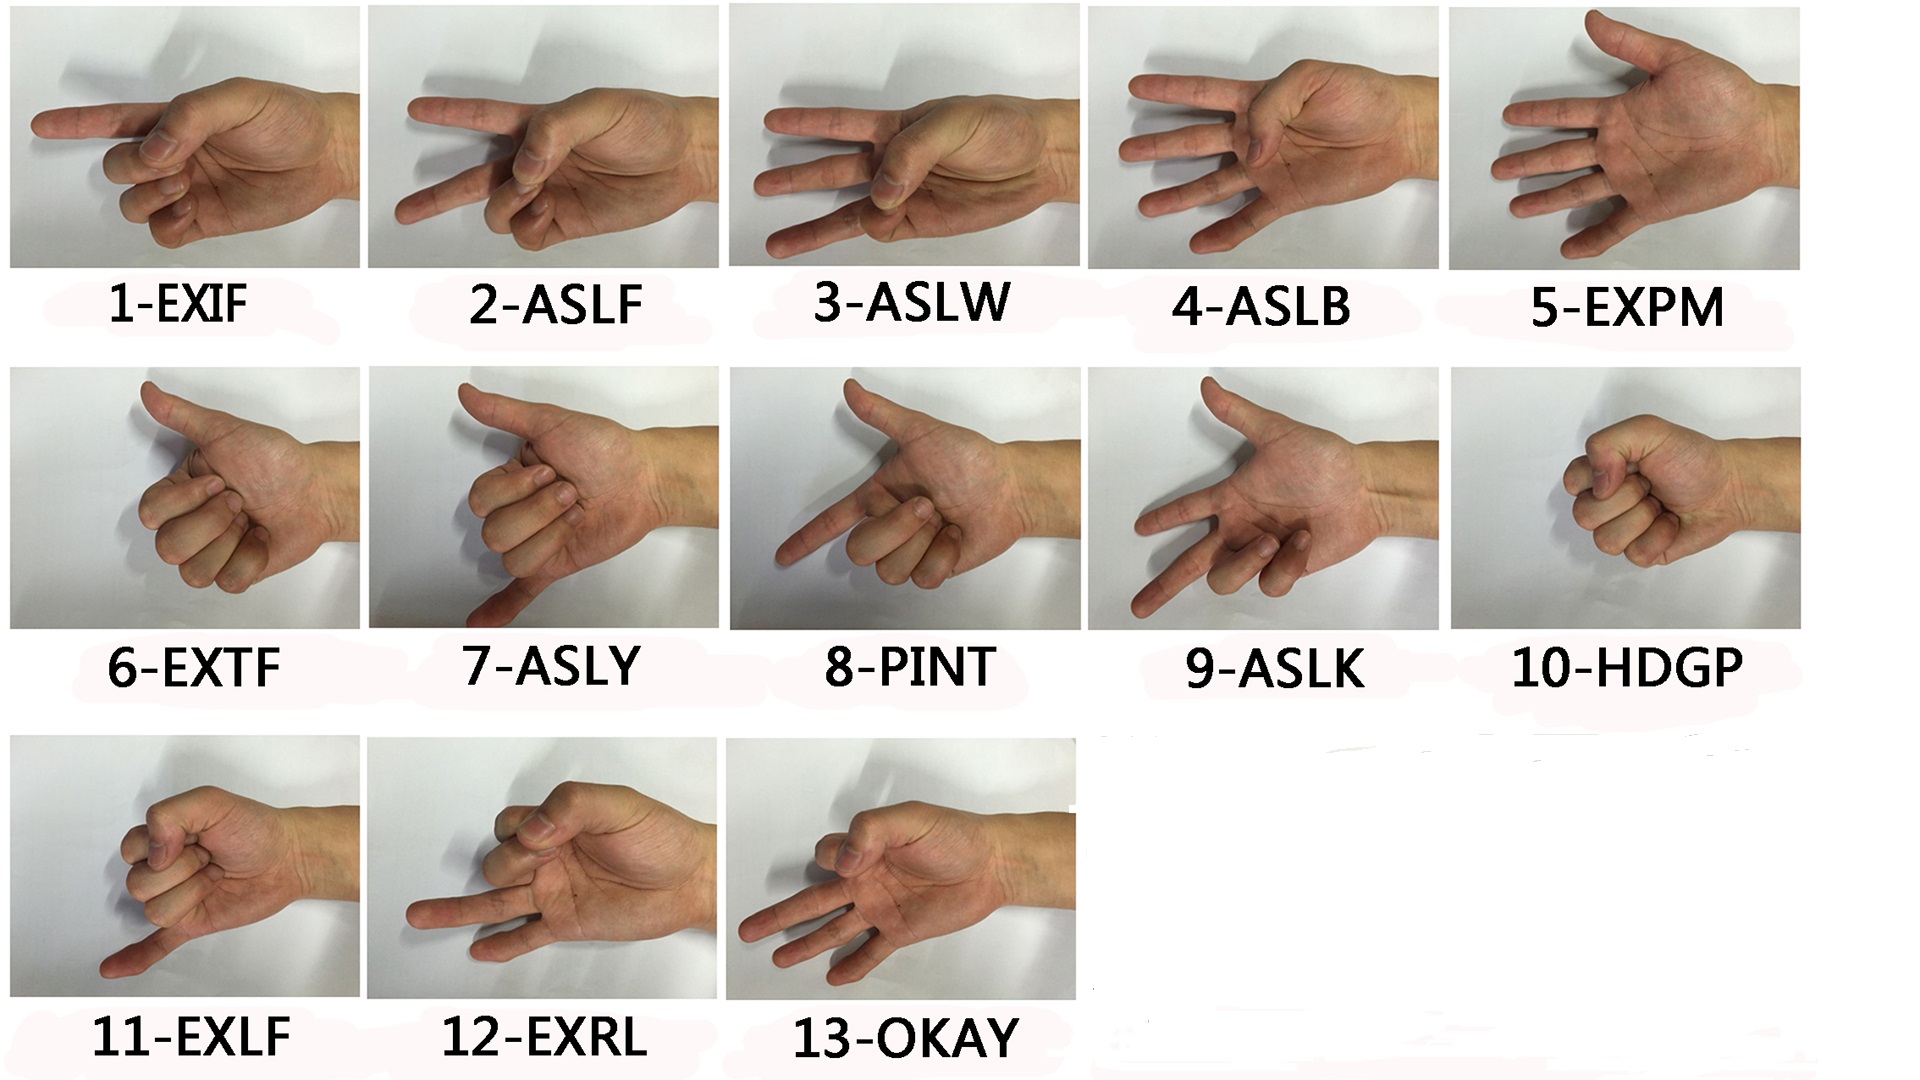 1-EXIF
2-ASLF
3-ASLW
4-ASLB
5-EXPM
6-EXTF
7-ASLY
8-PINT
9-ASLK
10-HDGP
11-EXLF
12-EXRL
13-OKAY